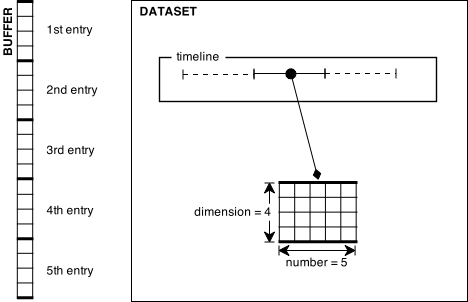 BUFFER
1st entry
2nd entry
3rd entry
4th entry
5th entry
DATASET
timeline
dimension = 4
number = 5